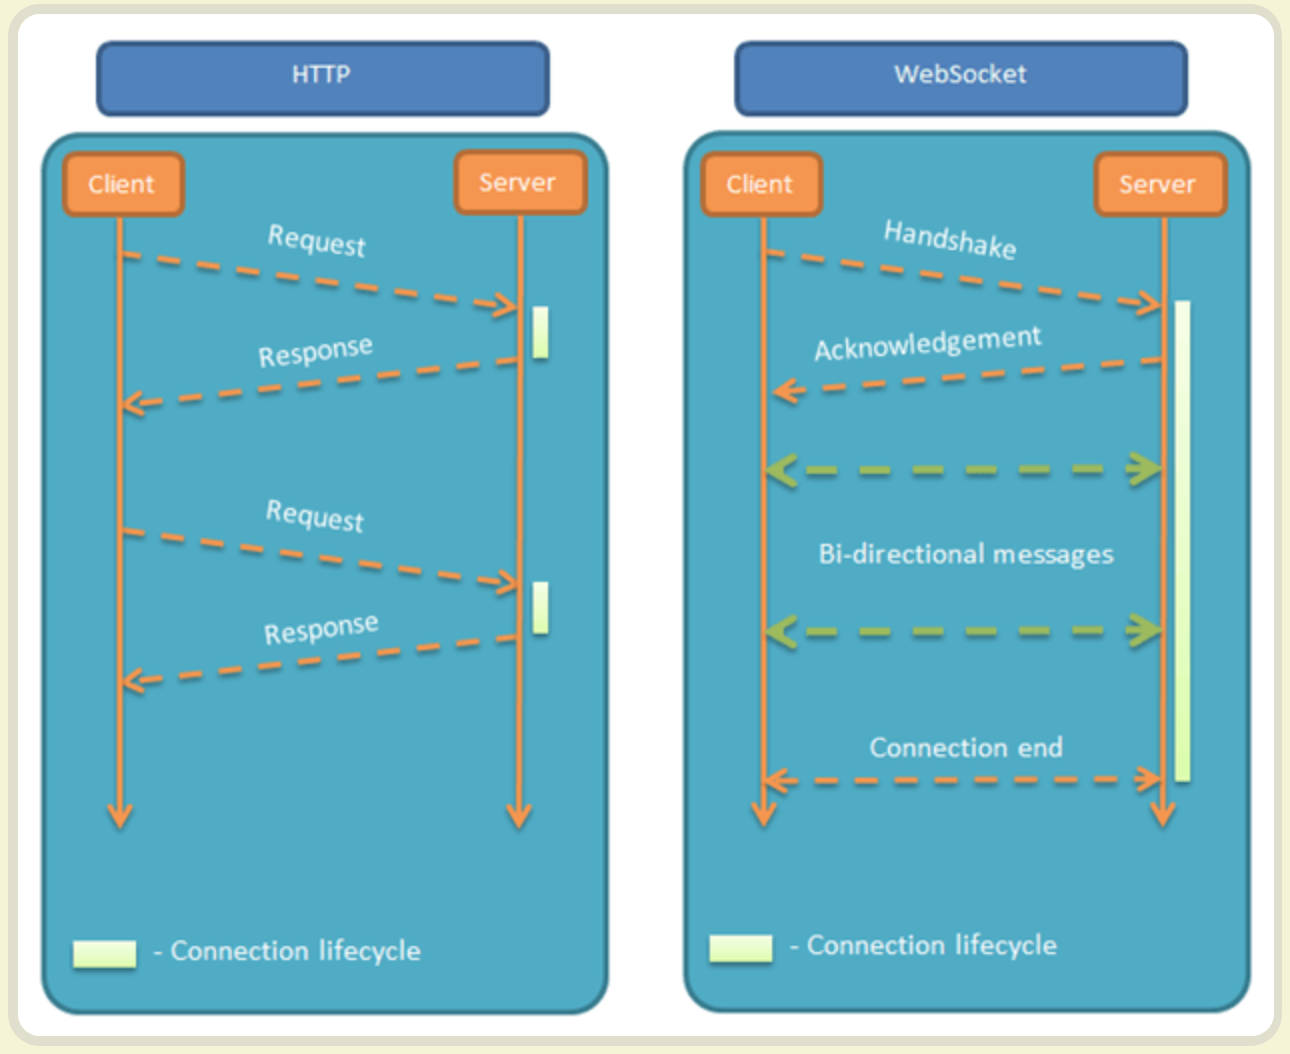 HTTP
Client
Server
Request
Response
Request
Response
- Connection lifecycle
WebSocket
Client
Server
Handshake
Acknowledgement
Bi-directional messages
Connection end
- Connection lifecycle